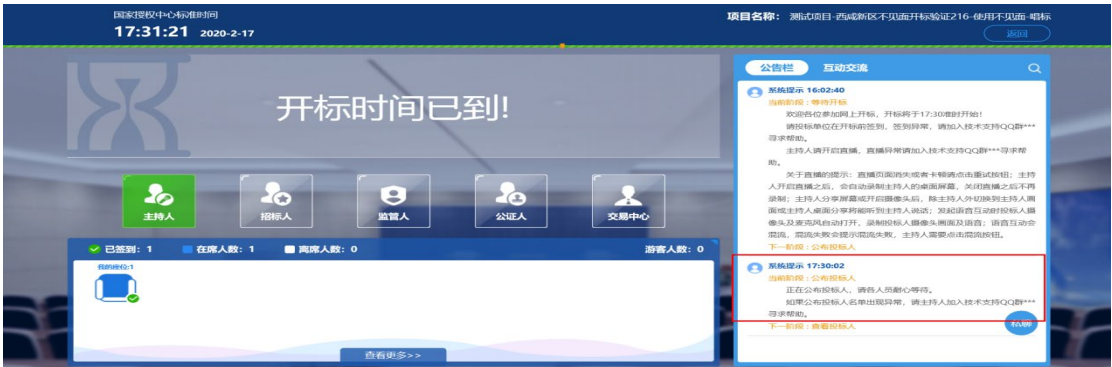 国家授权中心标准时间
17:31:21 2020-2-17
项目名称： 测试项目-西咸新区不见面开标验证216-使用不见面-唱标
返回
开标时间已到!
主持人 招标人 监管人 公证人 交易中心
已签到：1 在席人数：1 离席人数：0 游客人数：0
我的座位:1
查看更多>>
公告栏 互动交流
系统提示 16:02:40
当前阶段：等待开标
欢迎各位参加网上开标，开标将于17:30准时开始！
请投标单位在开标前签到，签到异常，请加入技术支持QQ群***
寻求帮助。
主持人请开启直播，直播异常请加入技术支持QQ群***寻求帮
助。
关于直播的提示：直播页面消失或者卡顿请点击重试按钮；主持
人开启直播之后，会自动录制主持人的桌面屏幕，关闭直播之后不再
录制；主持人分享屏幕或开启摄像头后，除主持人外切换到主持人画
面或主持人桌面分享将能听到主持人说话；发起语音互动时投标人摄
像头及麦克风自动打开，录制投标人摄像头画面及语音；语音互动会
混流，混流失败会提示混流失败，主持人需要点击混流按钮。
下一阶段：公布投标人
系统提示 17:30:02
当前阶段：公布投标人
正在公布投标人，请各人员耐心等待。
如果公布投标人名单出现异常，请主持人加入技术支持QQ群***
寻求帮助。
下一阶段：查看投标人
私聊